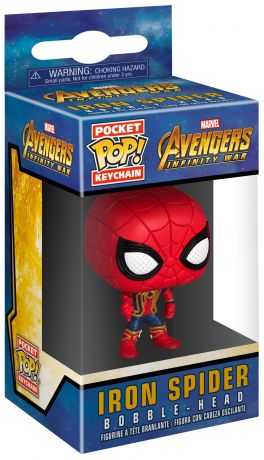 WARNING:
CHOKING HAZARD.
Small parts. Not for children under 3 yrs.
POCKET
POP!
KEYCHAIN
MARVEL
AVENGERS
INFINITY WAR
POCKET
POP!
KEYCHAIN
AVENGERS
INFINITY WAR
IRON SPIDER
BOBBLE-HEAD
FIGURINE À TÊTE BRANLANTE / FIGURA CON CABEZA OSCILANTE